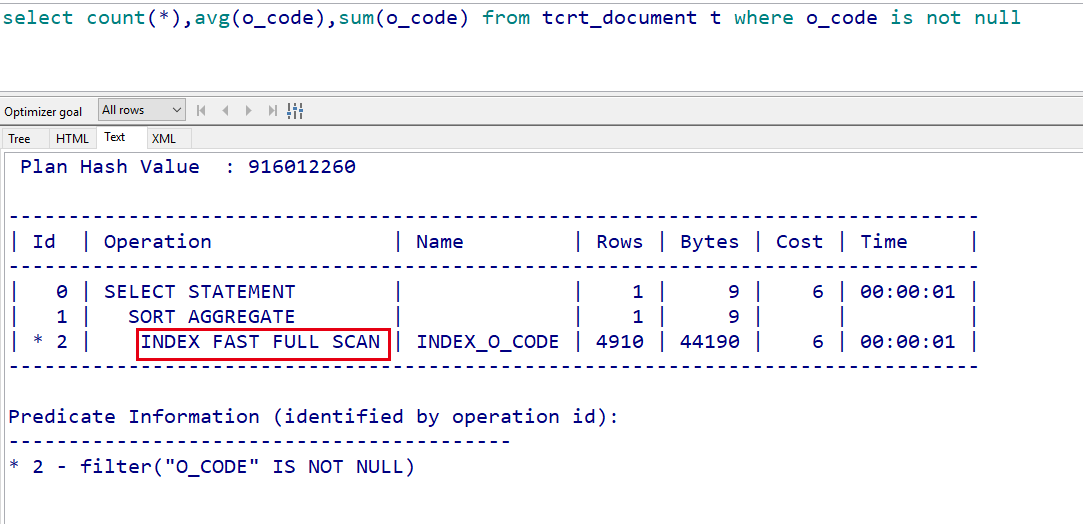 select count(*),avg(o_code),sum(o_code) from tcrt_document t where o_code is not null
Optimizer goal All rows
Tree HTML Text XML
Plan Hash Value : 916012260
---------------------------------------------------------------------------------
| Id | Operation | Name | Rows | Bytes | Cost | Time |
---------------------------------------------------------------------------------
| 0 | SELECT STATEMENT | | 1 | 9 | 6 | 00:00:01 |
| 1 | SORT AGGREGATE | | 1 | 9 | | |
| * 2 | INDEX FAST FULL SCAN | INDEX_O_CODE | 4910 | 44190 | 6 | 00:00:01 |
---------------------------------------------------------------------------------
Predicate Information (identified by operation id):
------------------------------------------
* 2 - filter("O_CODE" IS NOT NULL)